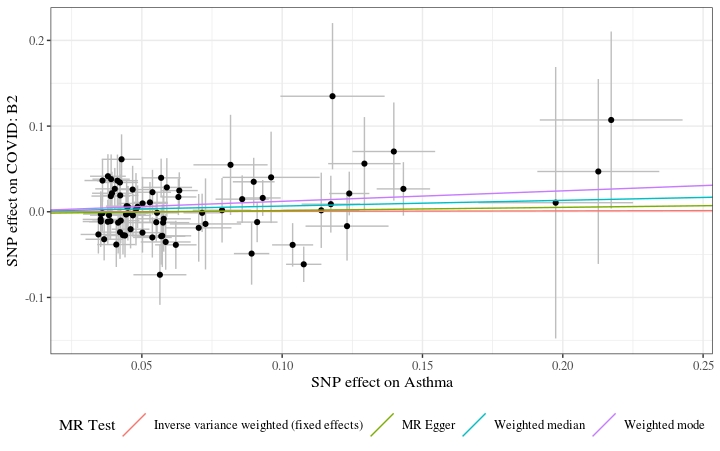 0.2
0.1
0.0
-0.1
SNP effect on COVID: B2
0.05
0.10
0.15
0.20
0.25
SNP effect on Asthma
MR Test
Inverse variance weighted (fixed effects)
MR Egger
Weighted median
Weighted mode